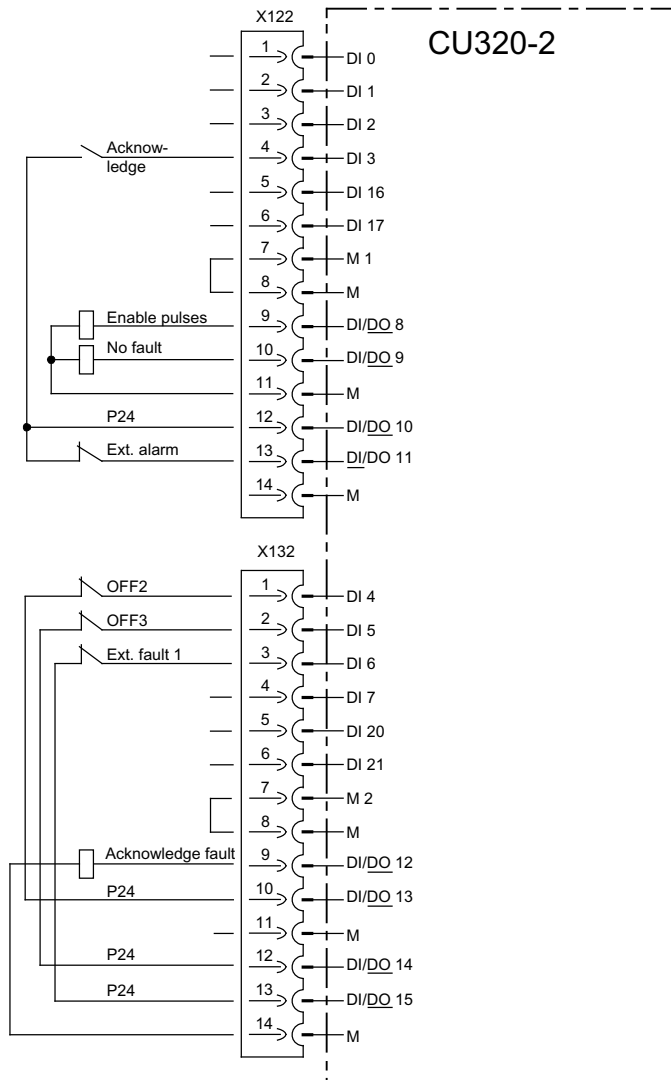 X122
CU320-2
1 DI 0
2 DI 1
3 DI 2
Acknow-
ledge
4 DI 3
5 DI 16
6 DI 17
7 M 1
8 M
Enable pulses 9 DI/DO 8
No fault 10 DI/DO 9
11 M
P24 12 DI/DO 10
Ext. alarm 13 DI/DO 11
14 M
X132
OFF2 1 DI 4
OFF3 2 DI 5
Ext. fault 1 3 DI 6
4 DI 7
5 DI 20
6 DI 21
7 M 2
8 M
Acknowledge fault 9 DI/DO 12
P24 10 DI/DO 13
11 M
P24 12 DI/DO 14
P24 13 DI/DO 15
14 M